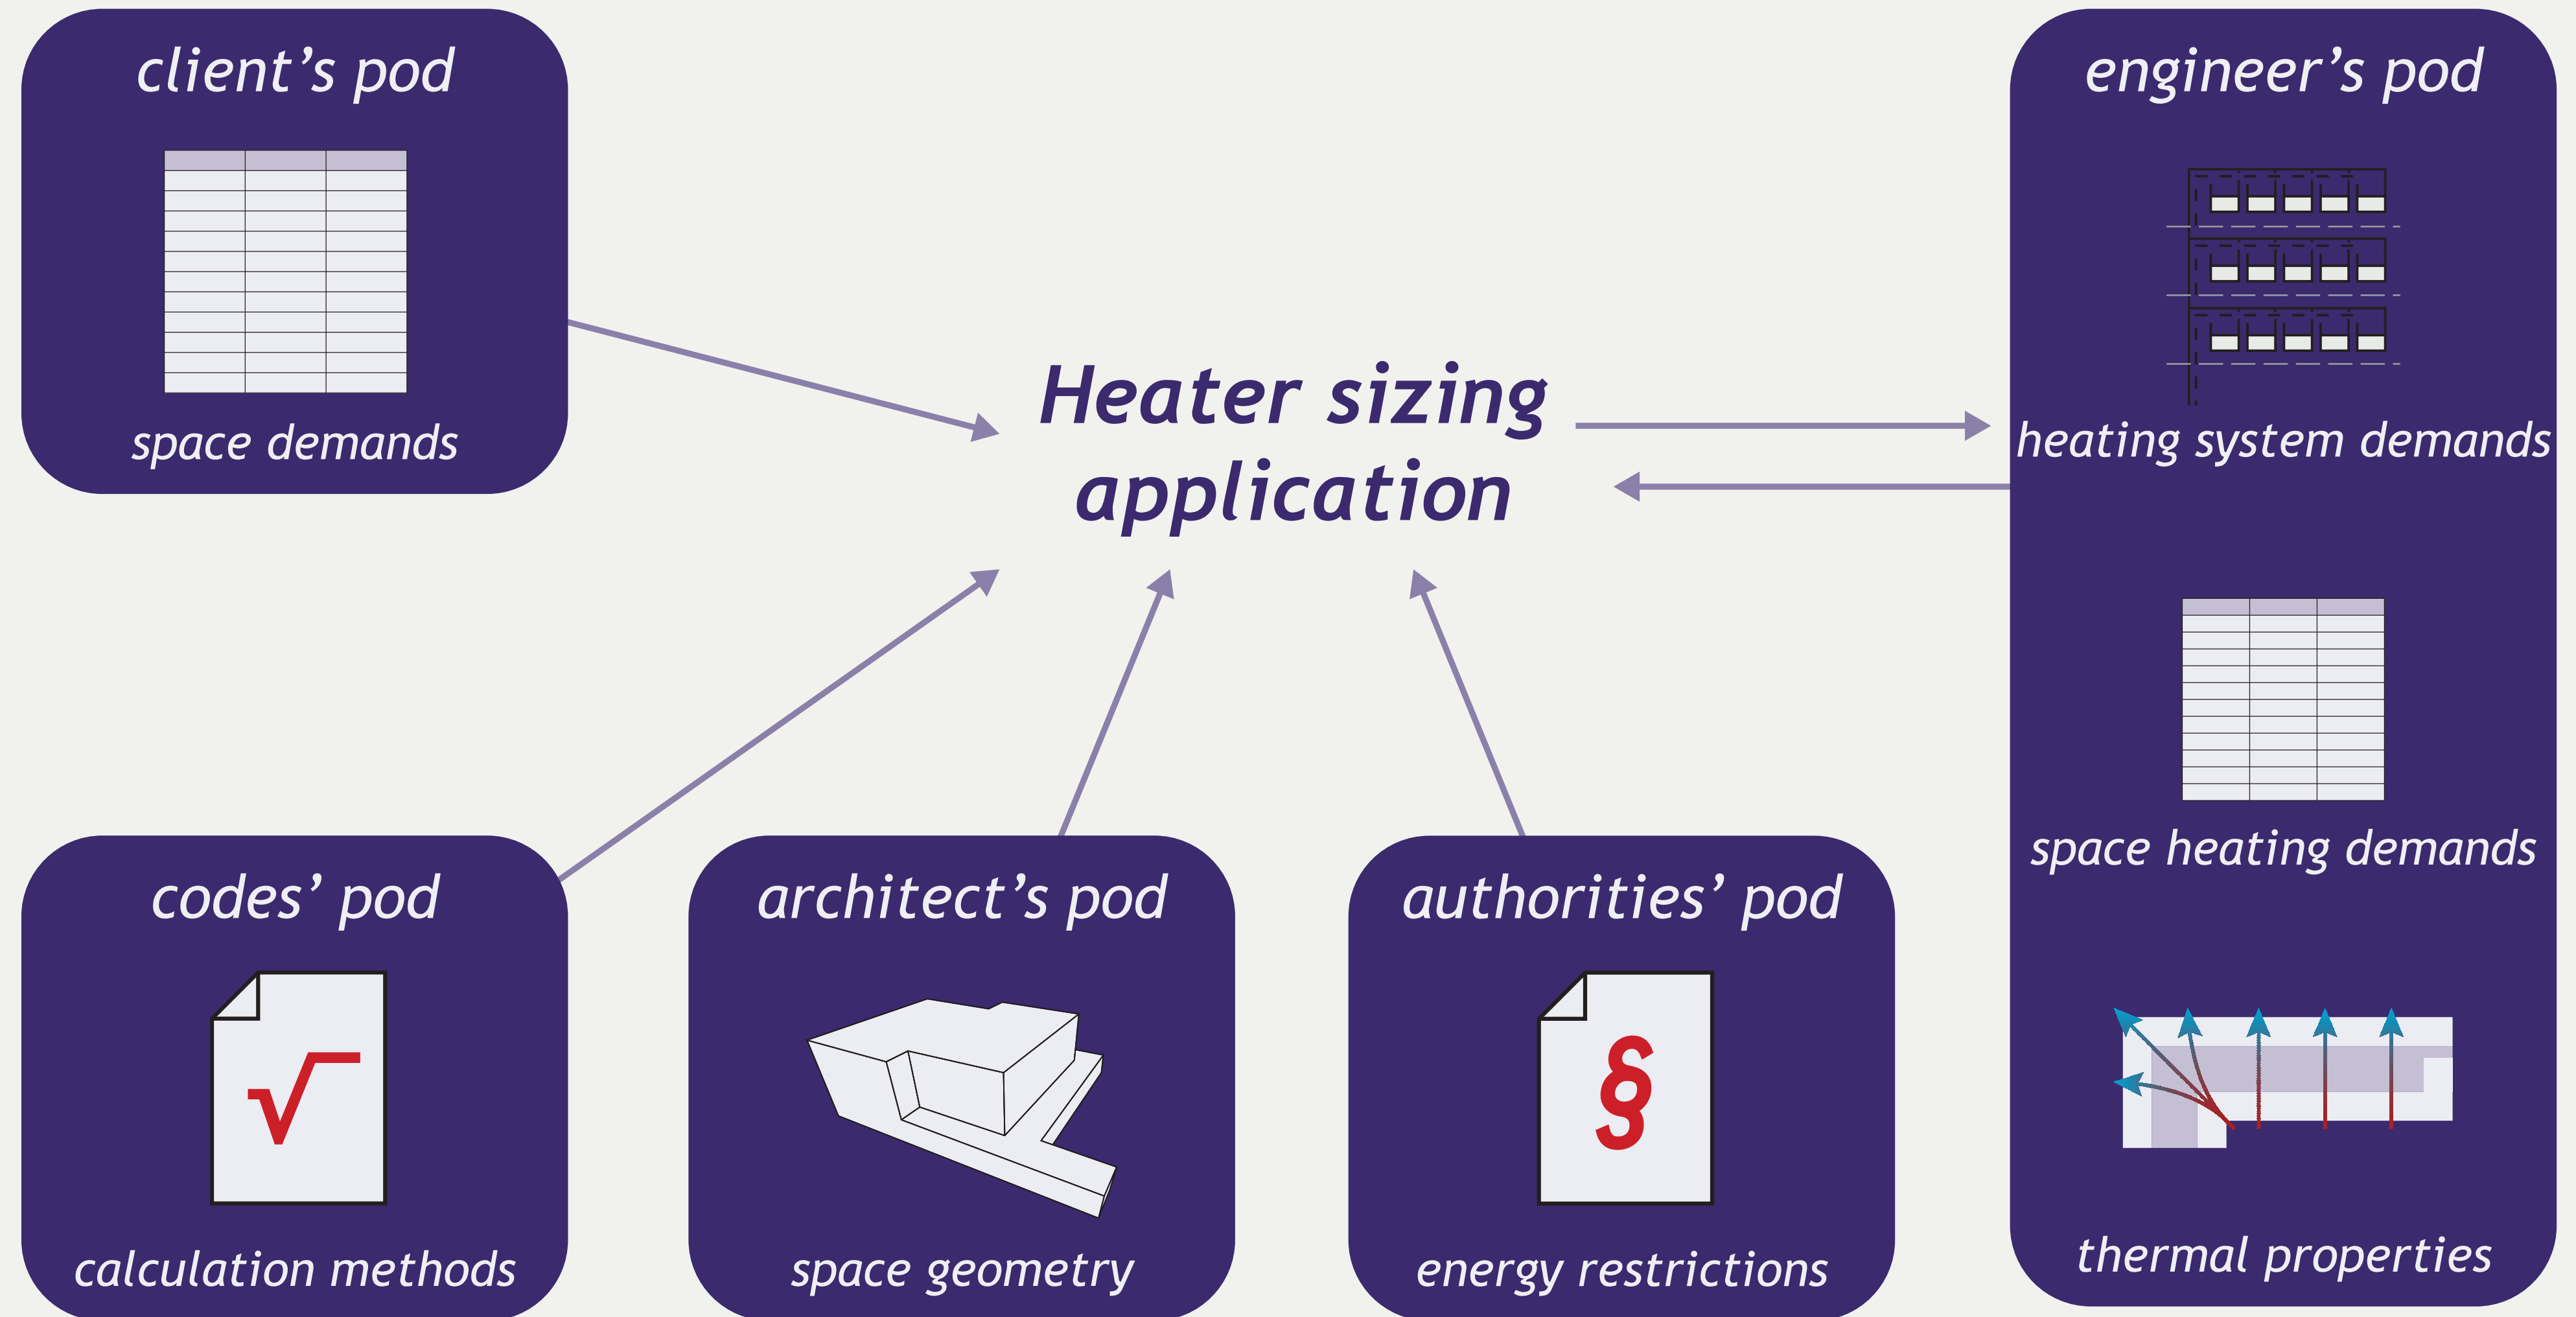 client’s pod
space demands
Heater sizing
application
engineer’s pod
heating system demands
space heating demands
thermal properties
codes’ pod
calculation methods
architect’s pod
space geometry
authorities’ pod
§
energy restrictions